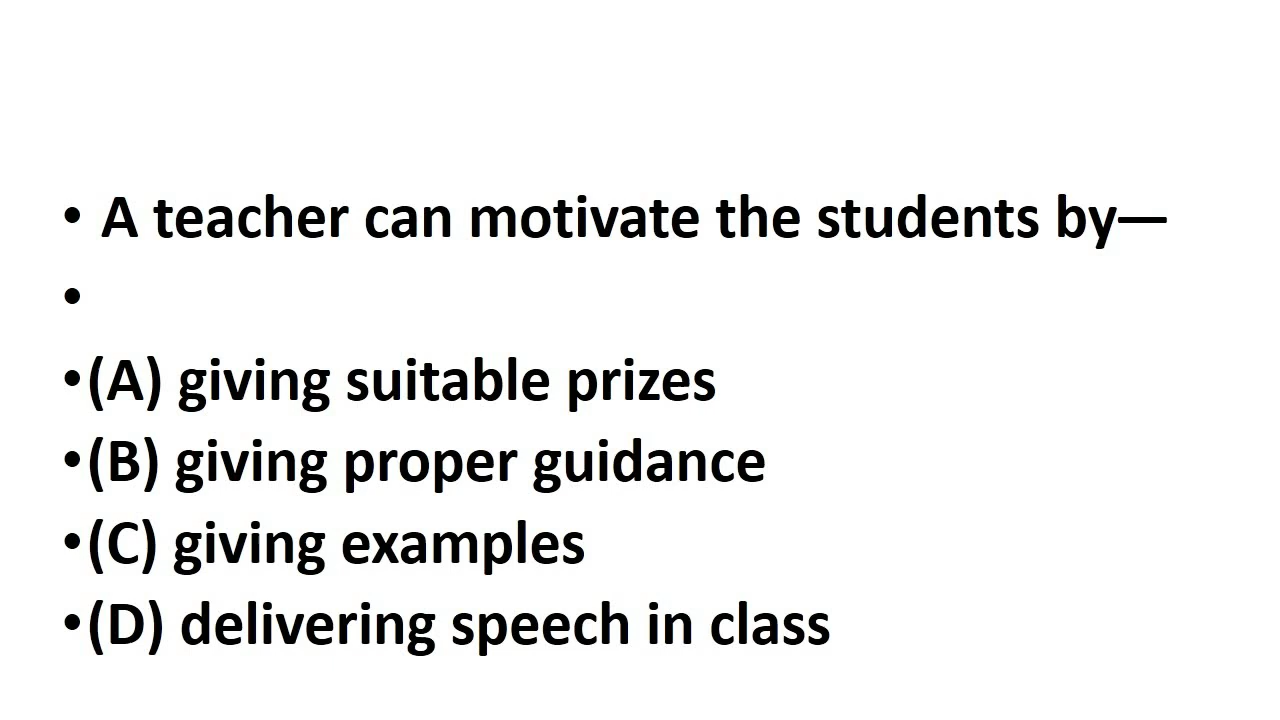 • A teacher can motivate the students by—
•
•(A) giving suitable prizes
•(B) giving proper guidance
•(C) giving examples
•(D) delivering speech in class